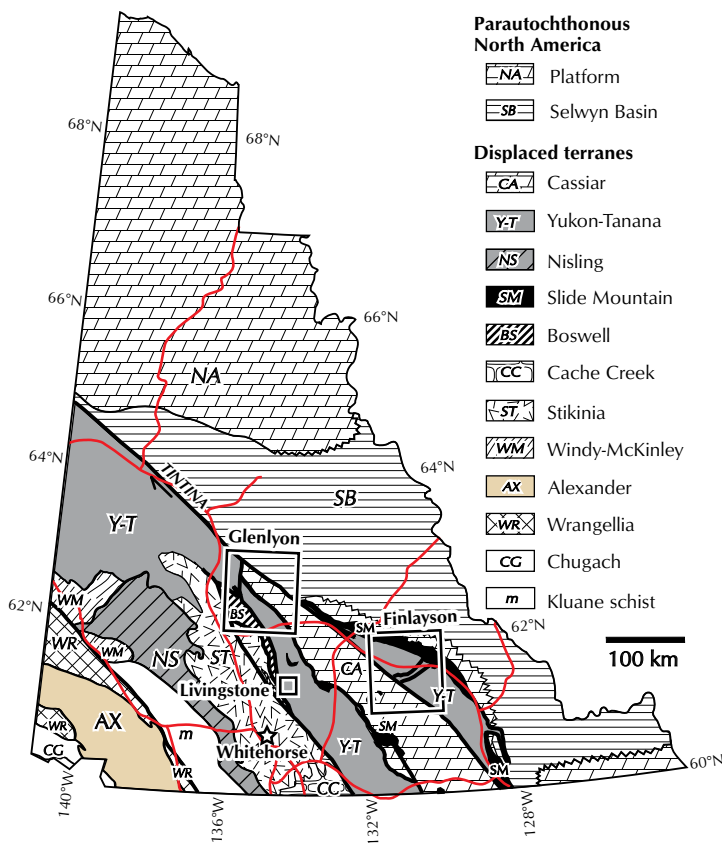 Parautochthonous
North America
NA Platform
SB Selwyn Basin
Displaced terranes
CA Cassiar
Y-T Yukon-Tanana
NS Nisling
SM Slide Mountain
BS Boswell
CC Cache Creek
ST Stikinia
WM Windy-McKinley
AX Alexander
WR Wrangellia
CG Chugach
m Kluane schist
100 km
68°N
68°N
66°N
66°N
NA
64°N
64°N
TINTINA
SB
Y-T
Glenlyon
62°N
62°N
Finlayson
WM
BS
SM
WR
WM
NS
ST
CA
Livingstone
Y-T
AX
WR
m
SM
CG
Whitehorse
Y-T
WR
SM
60°N
CC
140°W
136°W
132°W
128°W